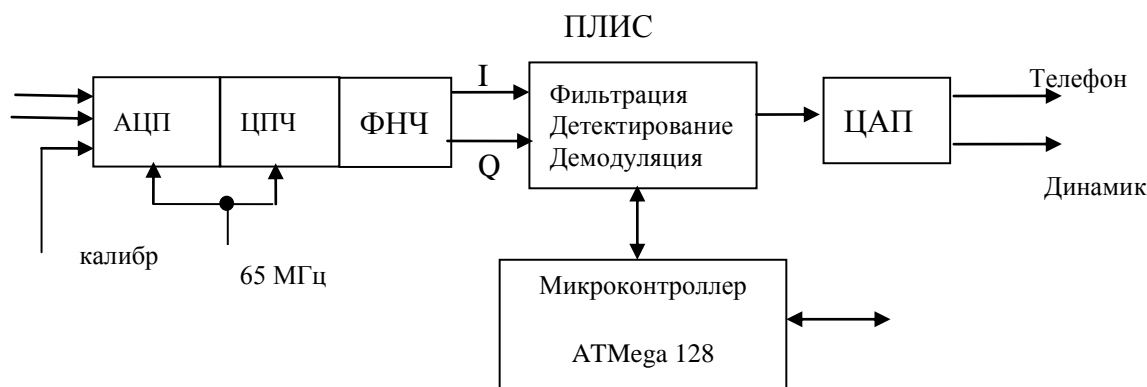 ПЛИС
АЦП
ЦПЧ
ФНЧ
I
Q
Фильтрация
Детектирование
Демодуляция
ЦАП
Телефон
Динамик
калибр
65 МГц
Микроконтроллер
ATMega 128